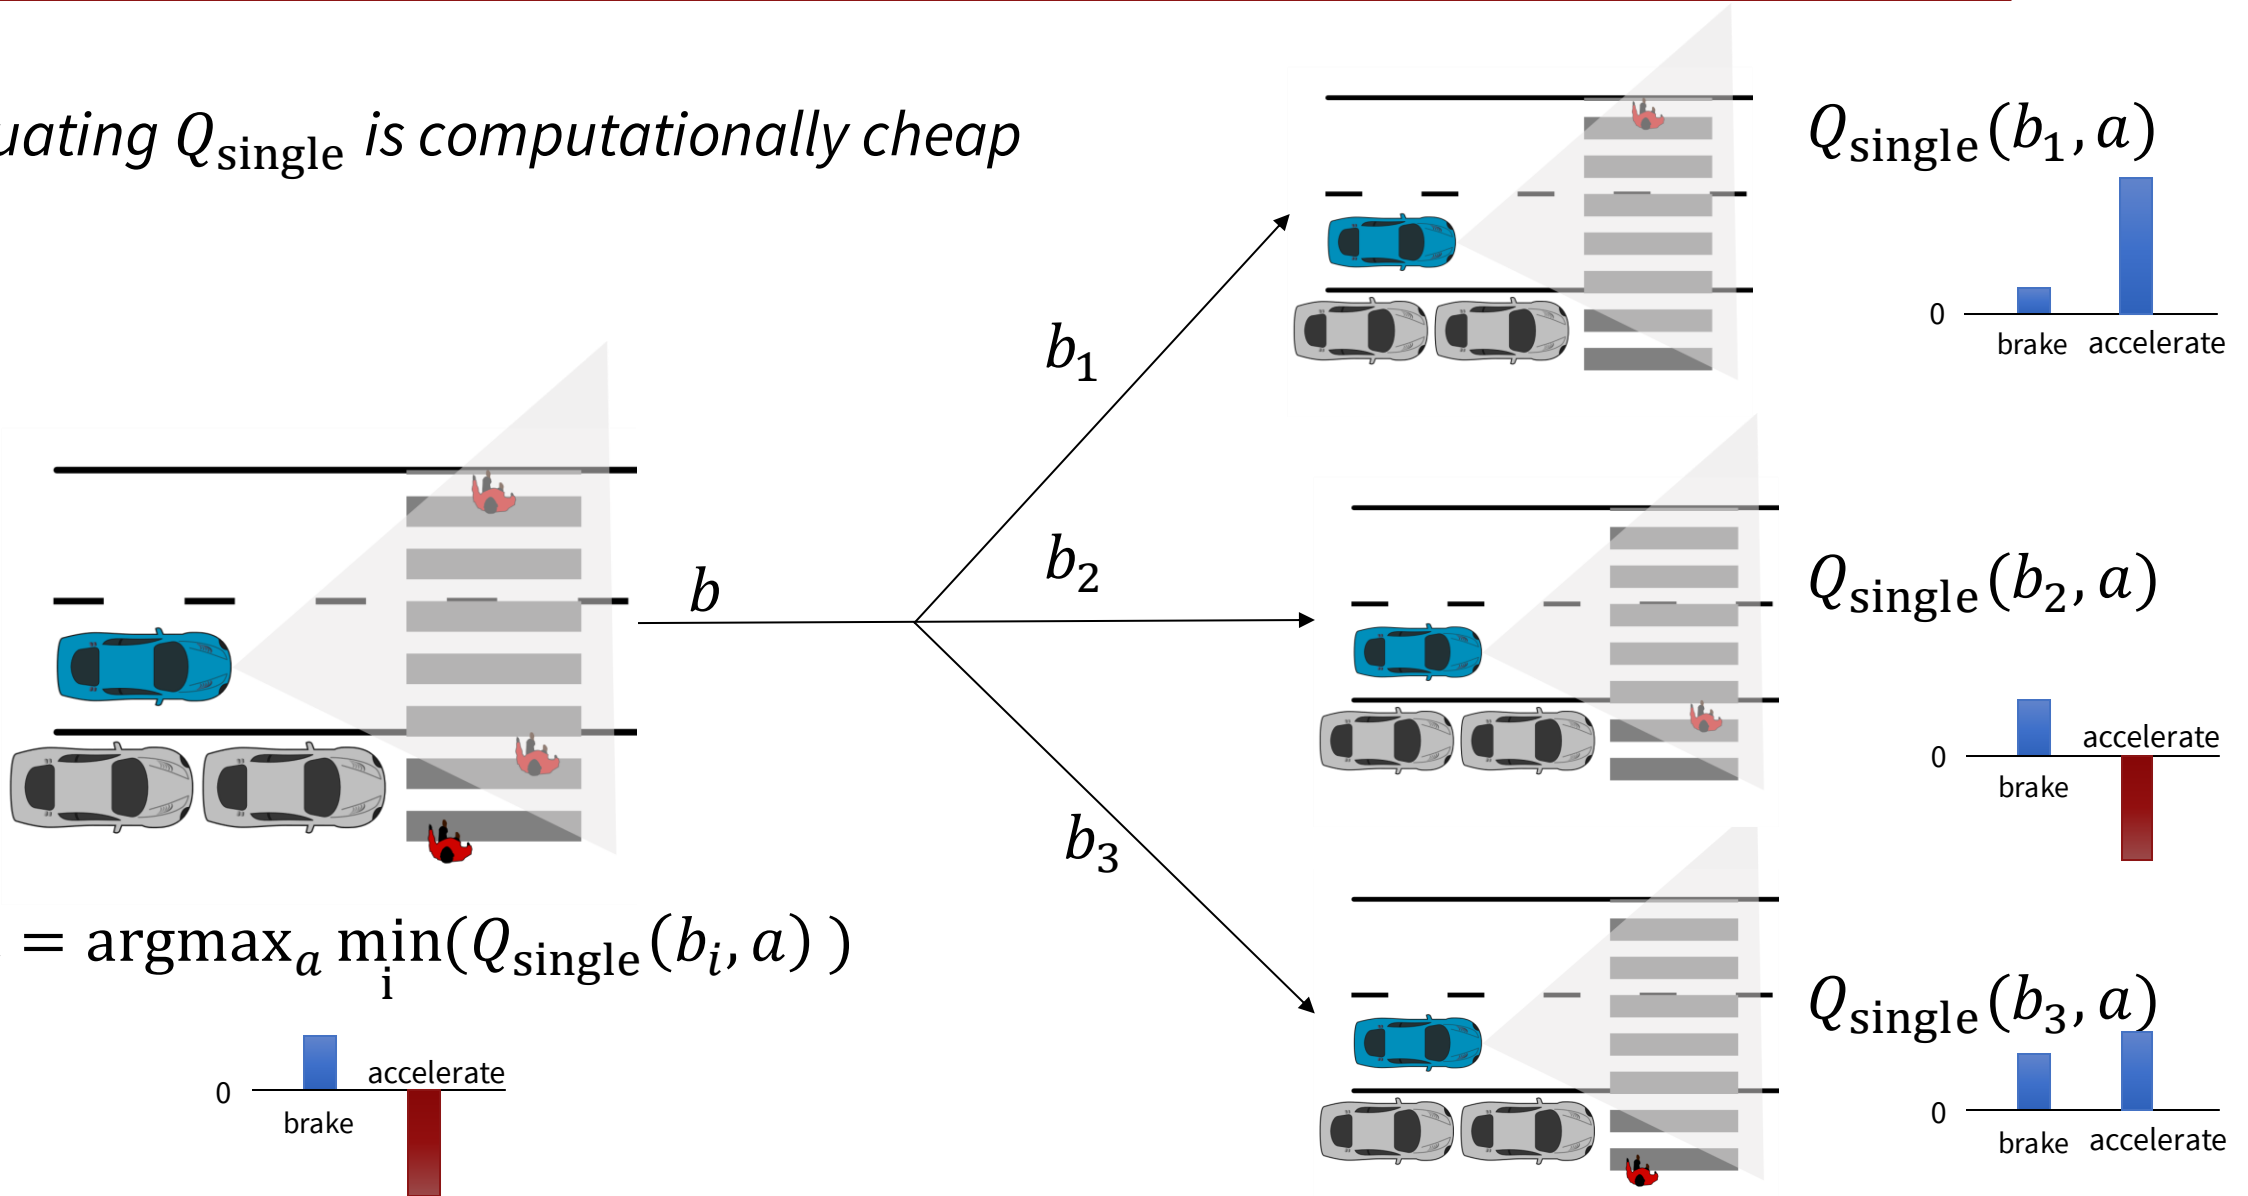 uating Q_single is computationally cheap
Q_single(b_1, a)
0
brake accelerate
b_1
b_2
b
Q_single(b_2, a)
accelerate
0
brake
b_3
= argmax_a min_i(Q_single(b_i, a) )
Q_single(b_3, a)
accelerate
0
brake
0
brake accelerate